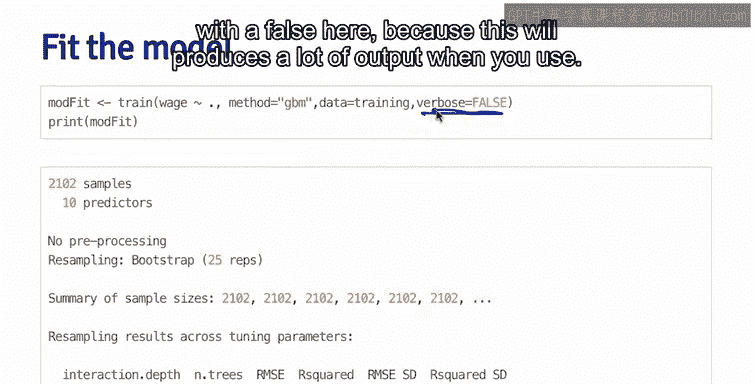 with a false here, because this will
Fit the model
produces a lot of output when you use.
modFit <- train(wage ~ ., method="gbm",data=training,verbose=FALSE)
print(modFit)
2102 samples
10 predictors
No pre-processing
Resampling: Bootstrap (25 reps)
Summary of sample sizes: 2102, 2102, 2102, 2102, 2102, 2102, ...
Resampling results across tuning parameters:
interaction.depth n.trees RMSE Rsquared RMSE SD Rsquared SD